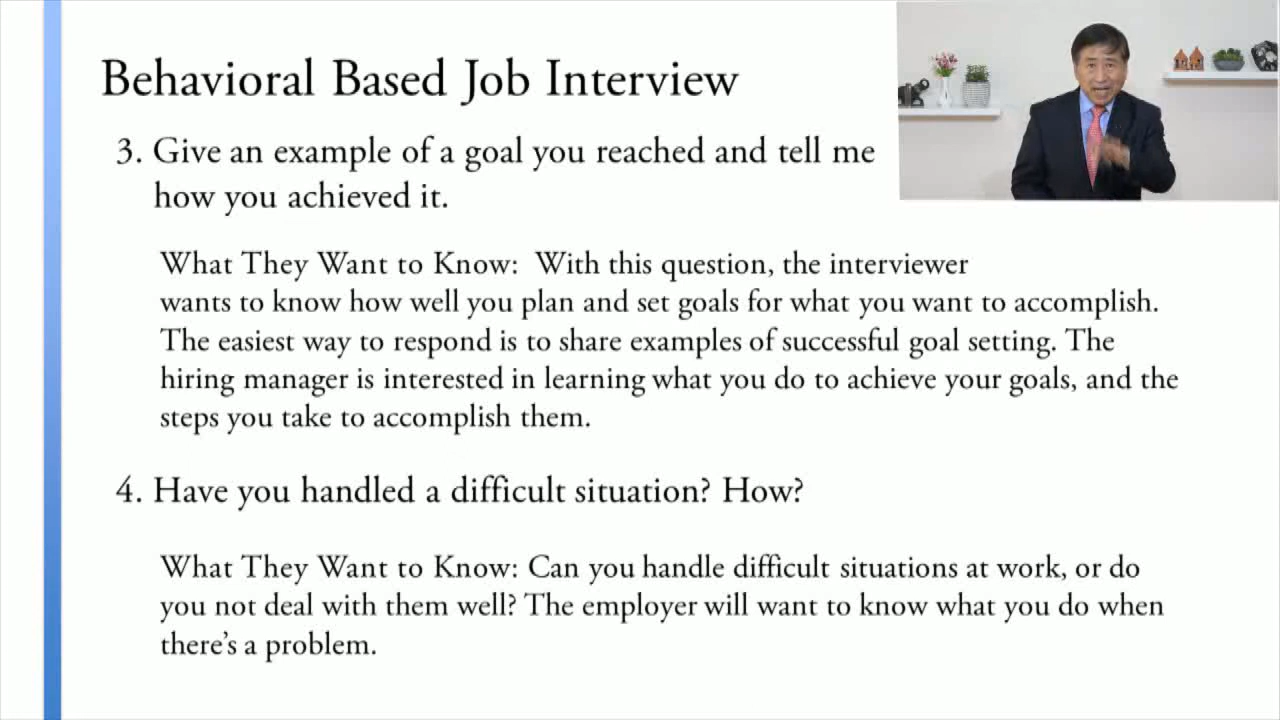 Behavioral Based Job Interview
3. Give an example of a goal you reached and tell me
how you achieved it.
What They Want to Know:  With this question, the interviewer
wants to know how well you plan and set goals for what you want to accomplish.
The easiest way to respond is to share examples of successful goal setting. The
hiring manager is interested in learning what you do to achieve your goals, and the
steps you take to accomplish them.
4. Have you handled a difficult situation? How?
What They Want to Know: Can you handle difficult situations at work, or do
you not deal with them well? The employer will want to know what you do when
there's a problem.